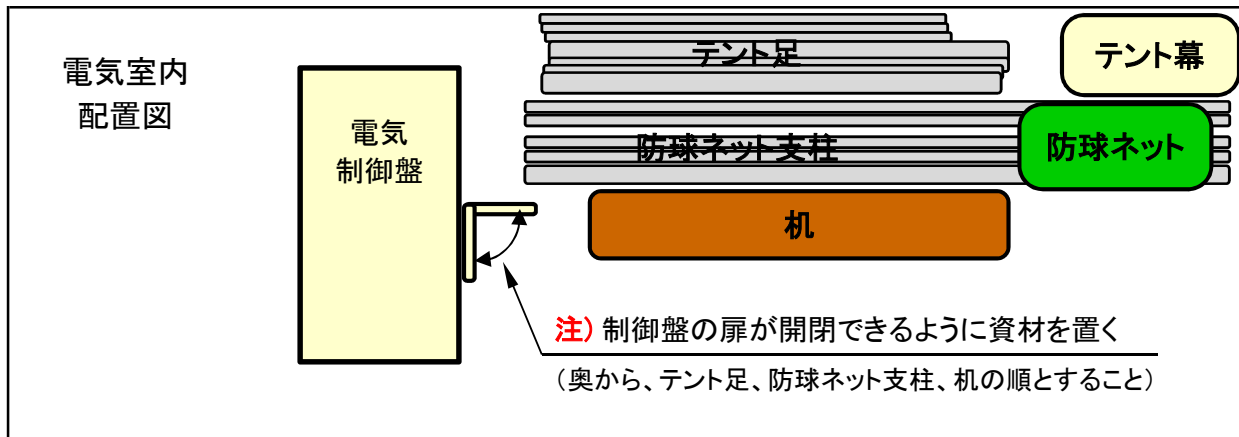 電気室内
配置図
電気
制御盤
テント足
テント幕
防球ネット支柱
防球ネット
机
注）制御盤の扉が開閉できるように資材を置く
（奥から、テント足、防球ネット支柱、机の順とすること）